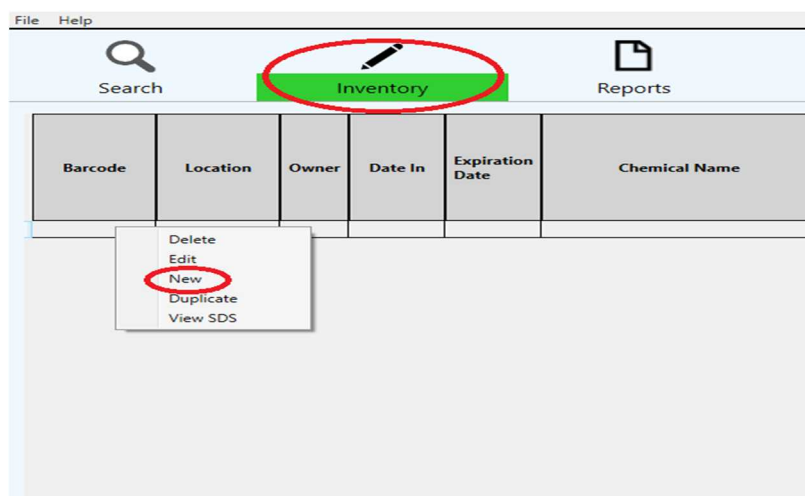 File Help
Search Inventory Reports
Barcode Location Owner Date In Expiration Date Chemical Name
Delete
Edit
New
Duplicate
View SDS